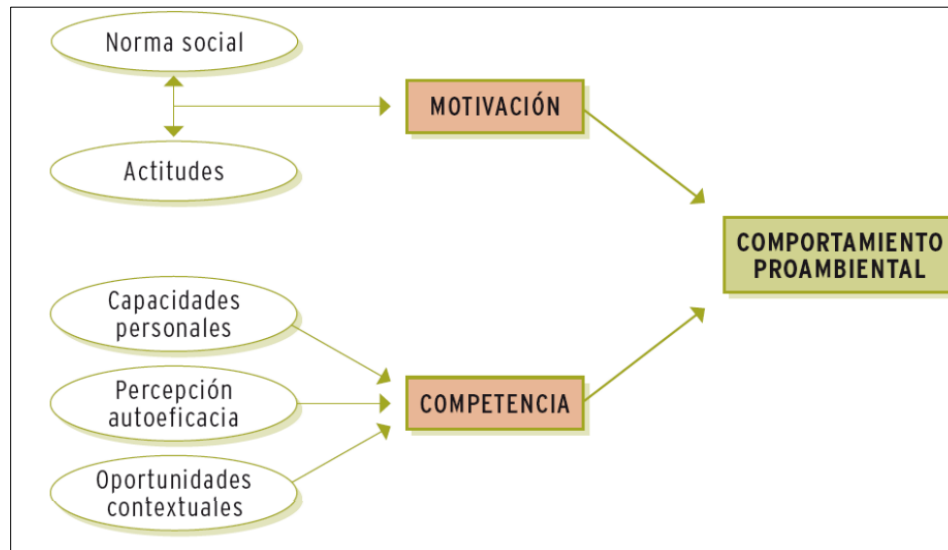 Norma social
MOTIVACIÓN
Actitudes
COMPORTAMIENTO
PROAMBIENTAL
Capacidades
personales
Percepción
autoeficacia
COMPETENCIA
Oportunidades
contextuales